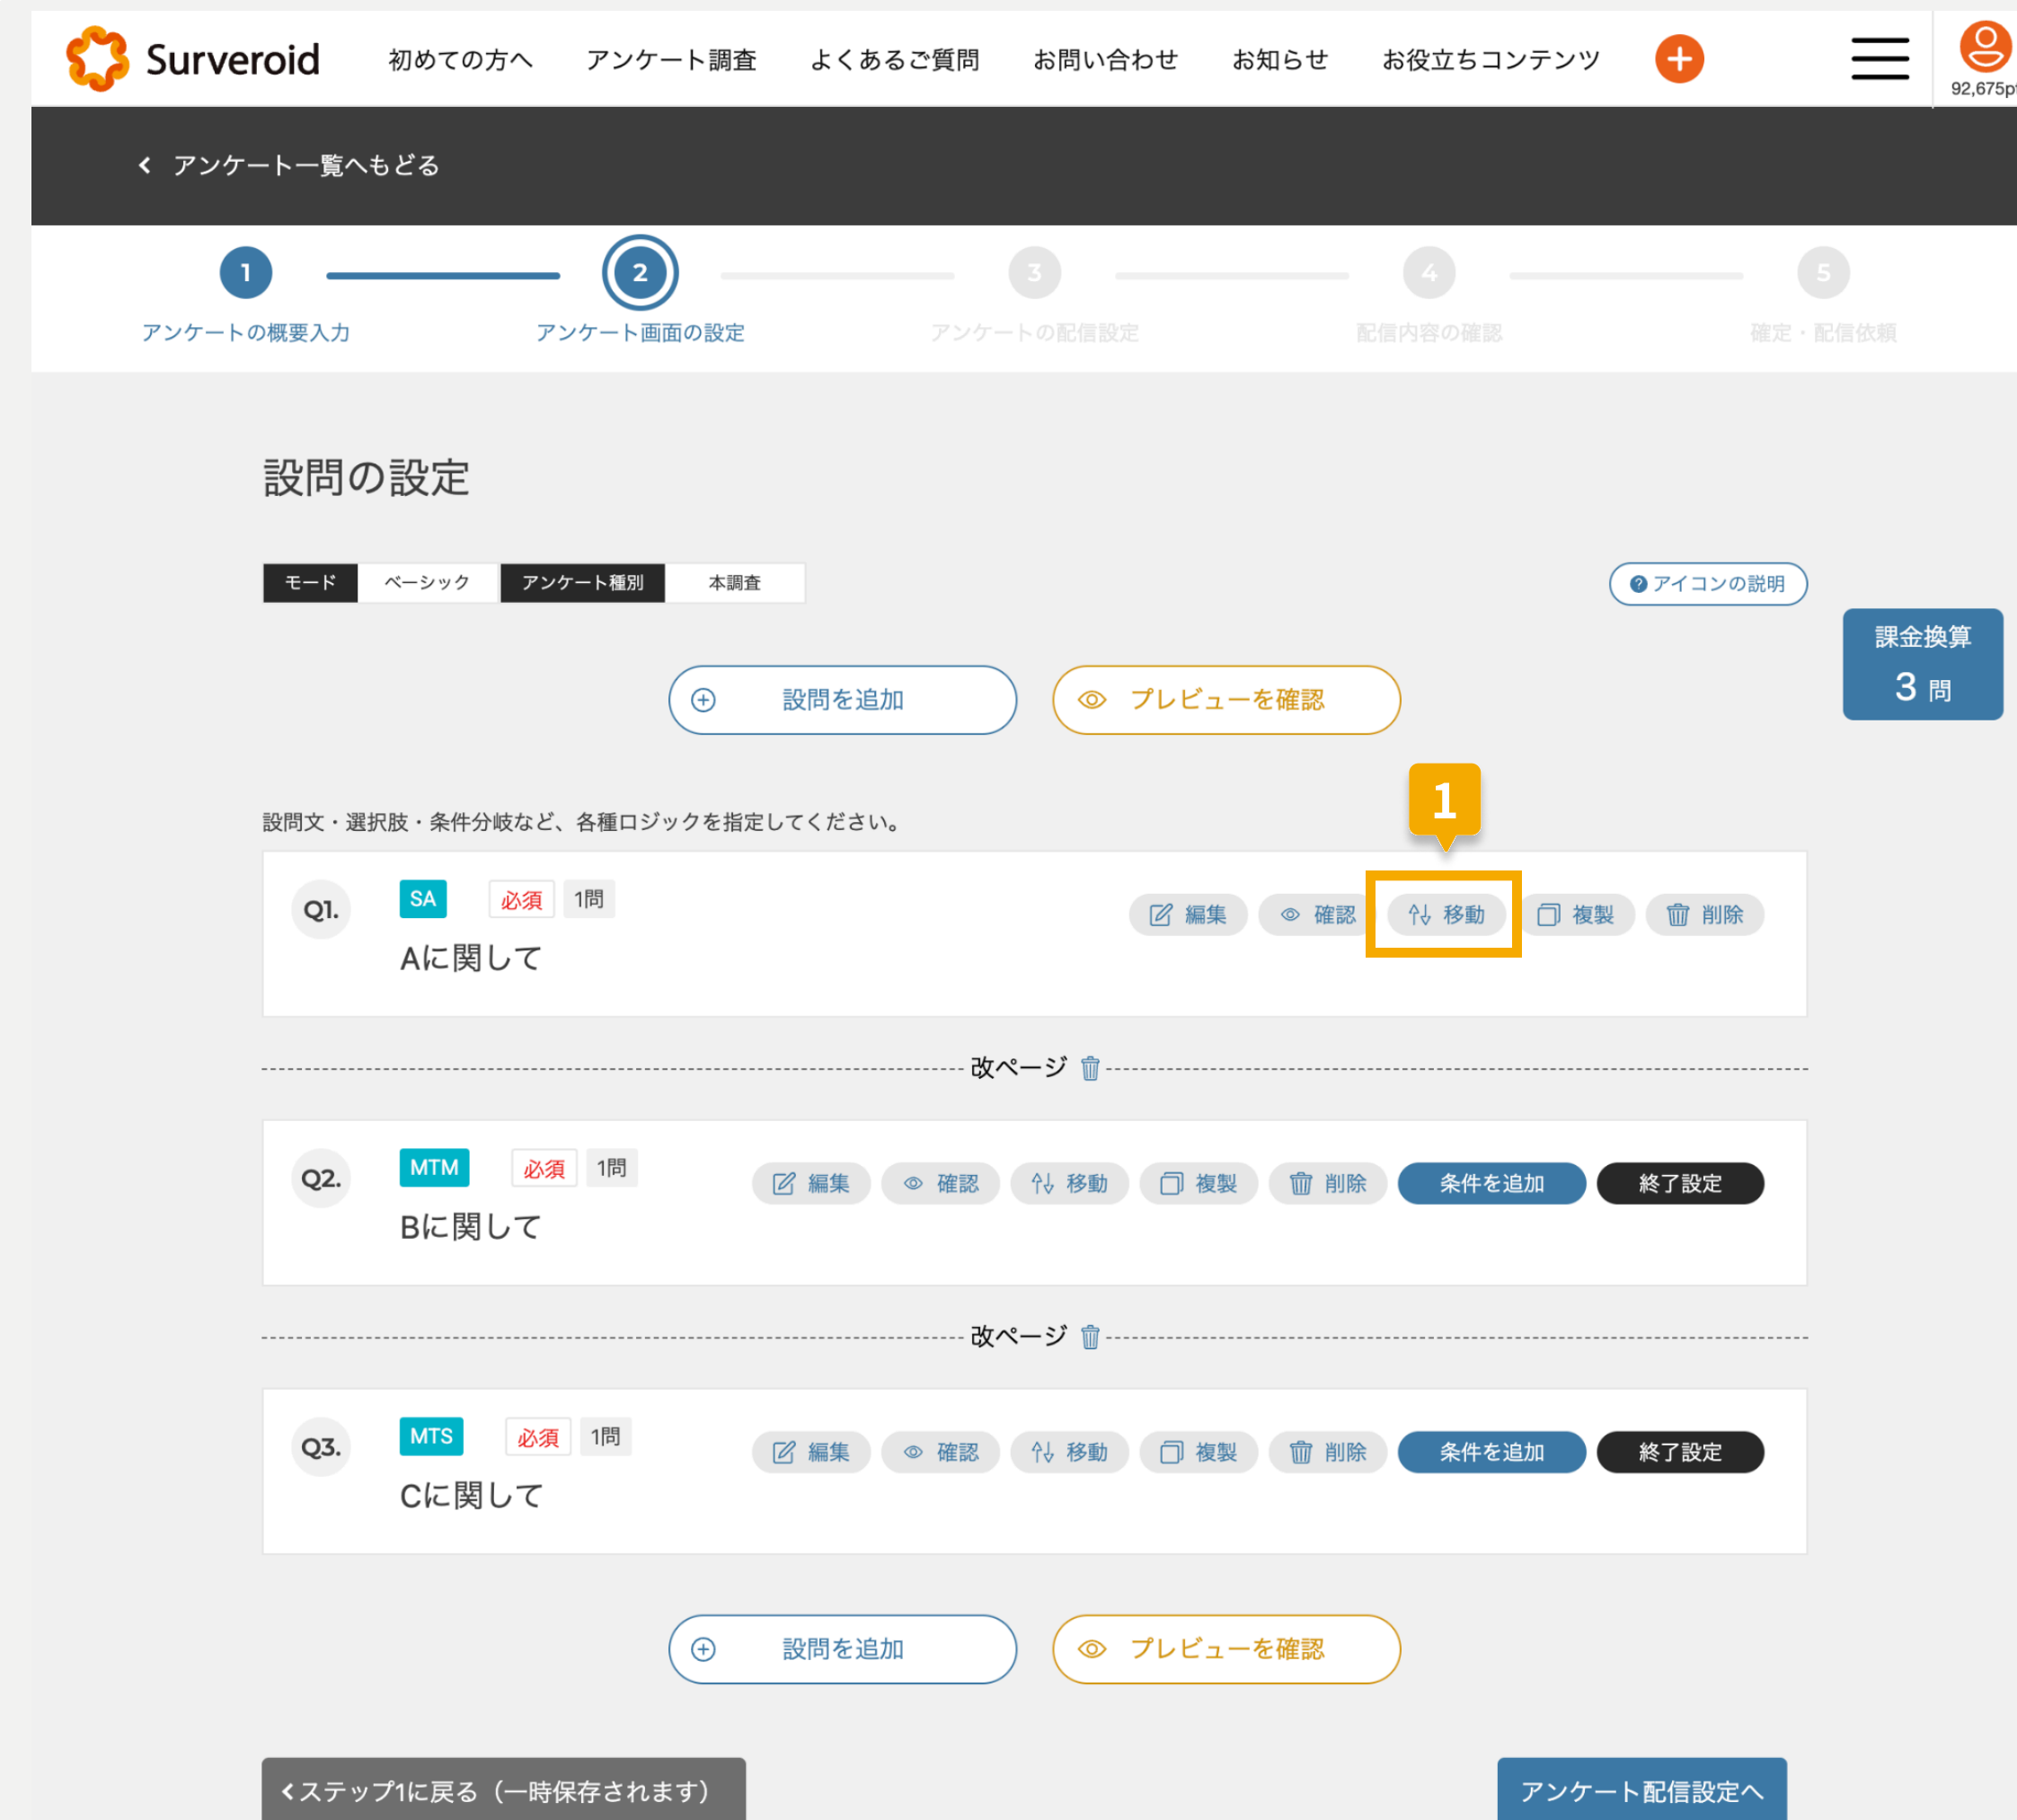 Surveroid 初めての方へ アンケート調査 よくあるご質問 お問い合わせ お知らせ お役立ちコンテンツ
92,675pt
アンケート一覧へもどる
1 2 3 4 5
アンケートの概要入力 アンケート画面の設定 アンケートの配信設定 配信内容の確認 確定・配信依頼
設問の設定
モード ベーシック アンケート種別 本調査 アイコンの説明
課金換算
3 問
設問を追加 プレビューを確認
1
設問文・選択肢・条件分岐など、各種ロジックを指定してください。
Q1. SA 必須 1問 編集 確認 移動 複製 削除
Aに関して
改ページ
Q2. MTM 必須 1問 編集 確認 移動 複製 削除 条件を追加 終了設定
Bに関して
改ページ
Q3. MTS 必須 1問 編集 確認 移動 複製 削除 条件を追加 終了設定
Cに関して
設問を追加 プレビューを確認
ステップ1に戻る（一時保存されます） アンケート配信設定へ